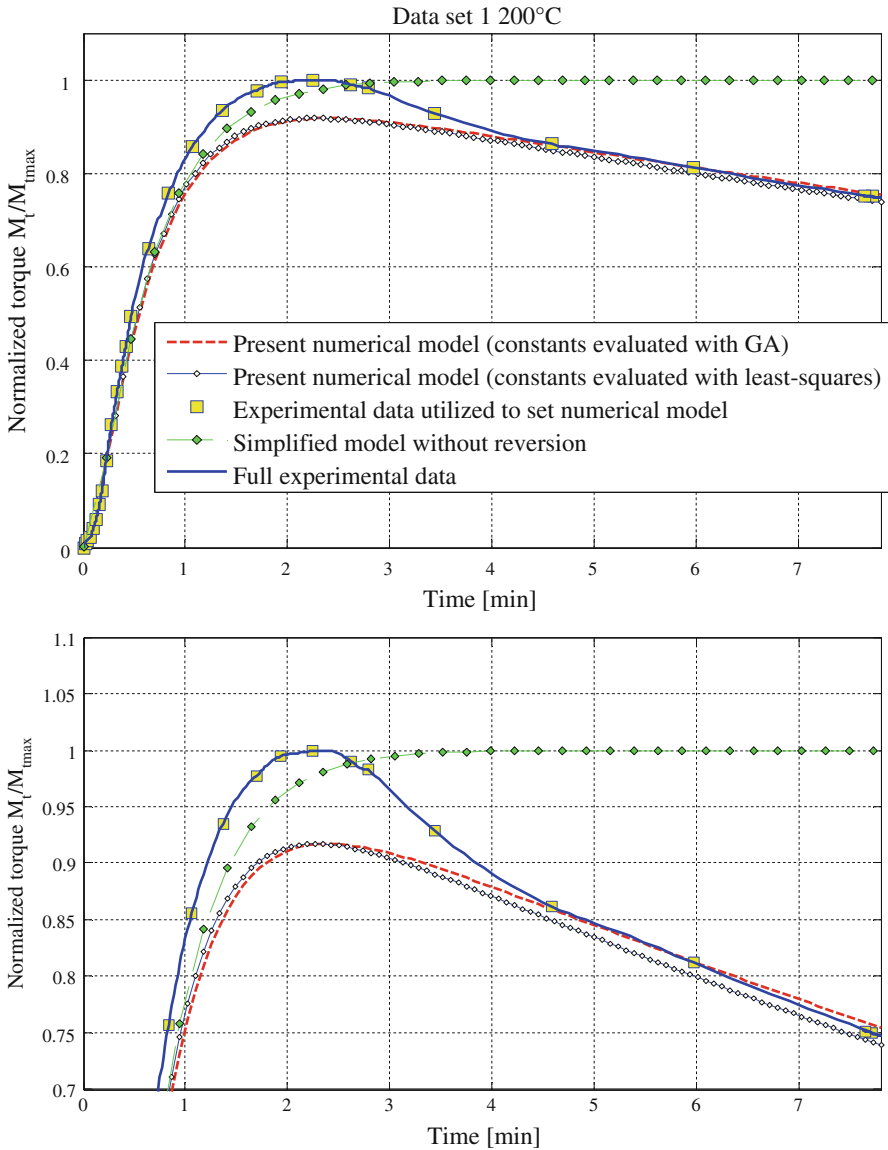 Data set 1 200°C
Normalized torque Mt/Mtmax
1
0.8
0.6
0.4
0.2
0
0 1 2 3 4 5 6 7
Time [min]
Present numerical model (constants evaluated with GA)
Present numerical model (constants evaluated with least-squares)
Experimental data utilized to set numerical model
Simplified model without reversion
Full experimental data
Normalized torque Mt/Mtmax
1.1
1.05
1
0.95
0.9
0.85
0.8
0.75
0.7
0 1 2 3 4 5 6 7
Time [min]